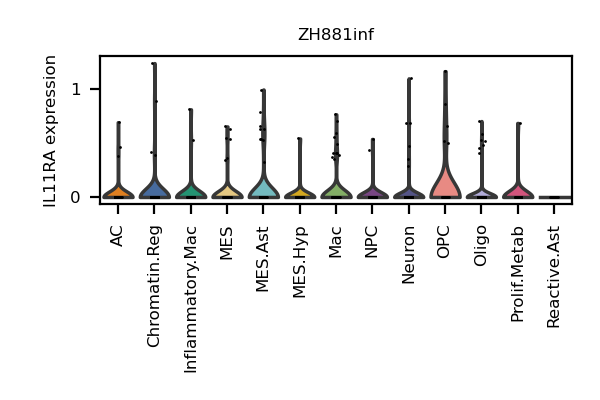 ZH881inf
IL11RA expression
1
0
AC
Chromatin.Reg
Inflammatory.Mac
MES
MES.Ast
MES.Hyp
Mac
NPC
Neuron
OPC
Oligo
Prolif.Metab
Reactive.Ast